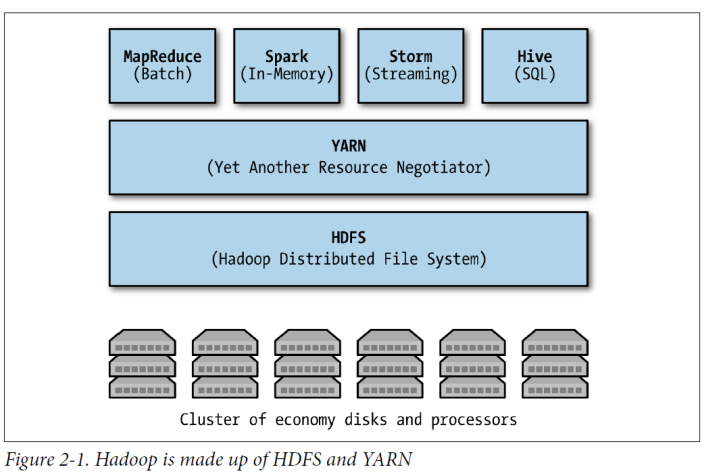 MapReduce
(Batch)
Spark
(In-Memory)
Storm
(Streaming)
Hive
(SQL)
YARN
(Yet Another Resource Negotiator)
HDFS
(Hadoop Distributed File System)
Cluster of economy disks and processors
Figure 2-1. Hadoop is made up of HDFS and YARN